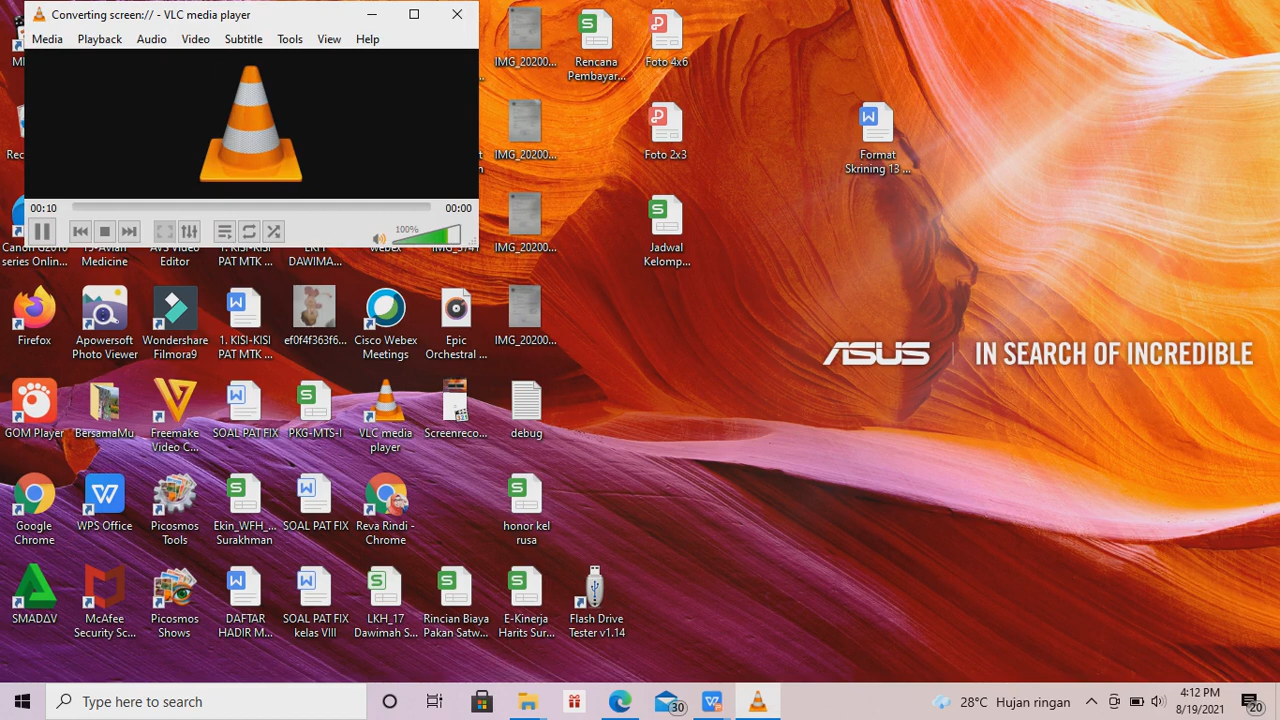 Converting screen:// - VLC media player
Media Playback Audio Video Subtitle Tools View Help
00:10 00:00
100%
IMG_20200...
Rencana
Pembayar...
Foto 4x6
IMG_20200...
Foto 2x3
Format
Skrining 13 ...
IMG_20200...
Jadwal
Kelomp...
series Onlin...
Medicine
Editor
PAT MTK ...
DAWIMA...
Firefox
Apowersoft
Photo Viewer
Wondershare
Filmora9
1. KISI-KISI
PAT MTK ...
ef0f4f363f6...
Cisco Webex
Meetings
Epic
Orchestral ...
IMG_20200...
ASUS IN SEARCH OF INCREDIBLE
GOM Player
BersamaMu
Freemake
Video C...
SOAL PAT FIX
PKG-MTS-I
VLC media
player
Screenreco...
debug
Google
Chrome
WPS Office
Picosmos
Tools
Ekin_WFH_...
Surakhman
SOAL PAT FIX
Reva Rindi -
Chrome
honor kel
rusa
SMADΔV
McAfee
Security Sc...
Picosmos
Shows
DAFTAR
HADIR M...
SOAL PAT FIX
kelas VIII
LKH_17
Dawimah S...
Rincian Biaya
Pakan Satw...
E-Kinerja
Harits Sur...
Flash Drive
Tester v1.14
Type here to search
30
28°C Hujan ringan
4:12 PM
8/19/2021
20